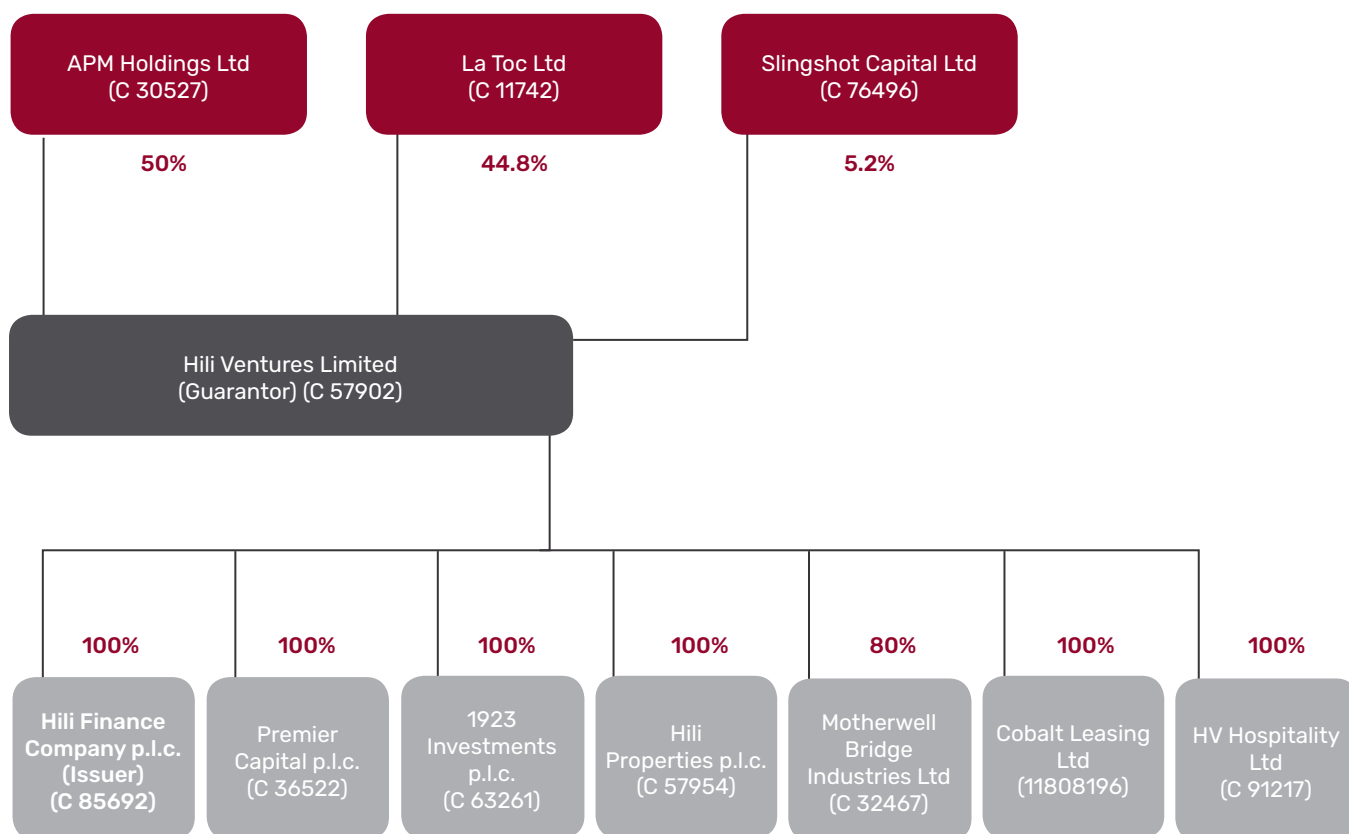 APM Holdings Ltd
(C 30527)
La Toc Ltd
(C 11742)
Slingshot Capital Ltd
(C 76496)
50%
44.8%
5.2%
Hili Ventures Limited
(Guarantor) (C 57902)
100%
100%
100%
100%
80%
100%
100%
Hili Finance
Company p.l.c.
(Issuer)
(C 85692)
Premier
Capital p.l.c.
(C 36522)
1923
Investments
p.l.c.
(C 63261)
Hili
Properties p.l.c.
(C 57954)
Motherwell
Bridge
Industries Ltd
(C 32467)
Cobalt Leasing
Ltd
(11808196)
HV Hospitality
Ltd
(C 91217)